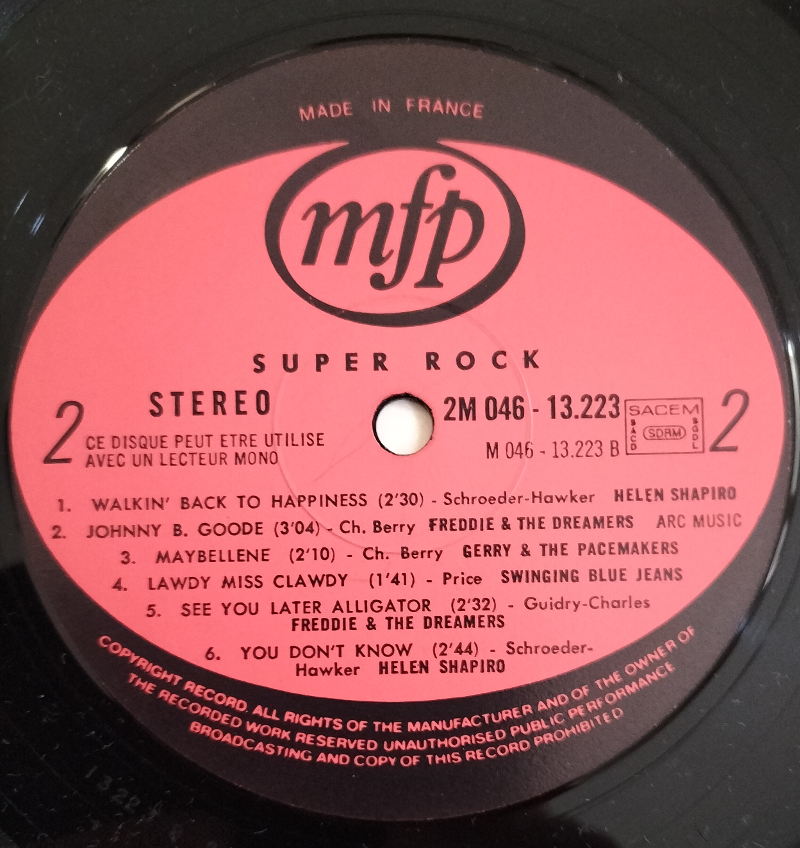 MADE IN FRANCE
mfp
SUPER ROCK
2 STEREO 2M 046 - 13.223 SACEM SACD SDRM SGDL 2
CE DISQUE PEUT ETRE UTILISE M 046 - 13.223 B
AVEC UN LECTEUR MONO
1. WALKIN' BACK TO HAPPINESS (2'30) - Schroeder-Hawker HELEN SHAPIRO
2. JOHNNY B. GOODE (3'04) - Ch. Berry FREDDIE & THE DREAMERS ARC MUSIC
3. MAYBELLENE (2'10) - Ch. Berry GERRY & THE PACEMAKERS
4. LAWDY MISS CLAWDY (1'41) - Price SWINGING BLUE JEANS
5. SEE YOU LATER ALLIGATOR (2'32) - Guidry-Charles
FREDDIE & THE DREAMERS
6. YOU DON'T KNOW (2'44) - Schroeder-
Hawker HELEN SHAPIRO
COPYRIGHT RECORD. ALL RIGHTS OF THE MANUFACTURER AND OF THE OWNER OF
THE RECORDED WORK RESERVED UNAUTHORISED PUBLIC PERFORMANCE
BROADCASTING AND COPY OF THIS RECORD PROHIBITED